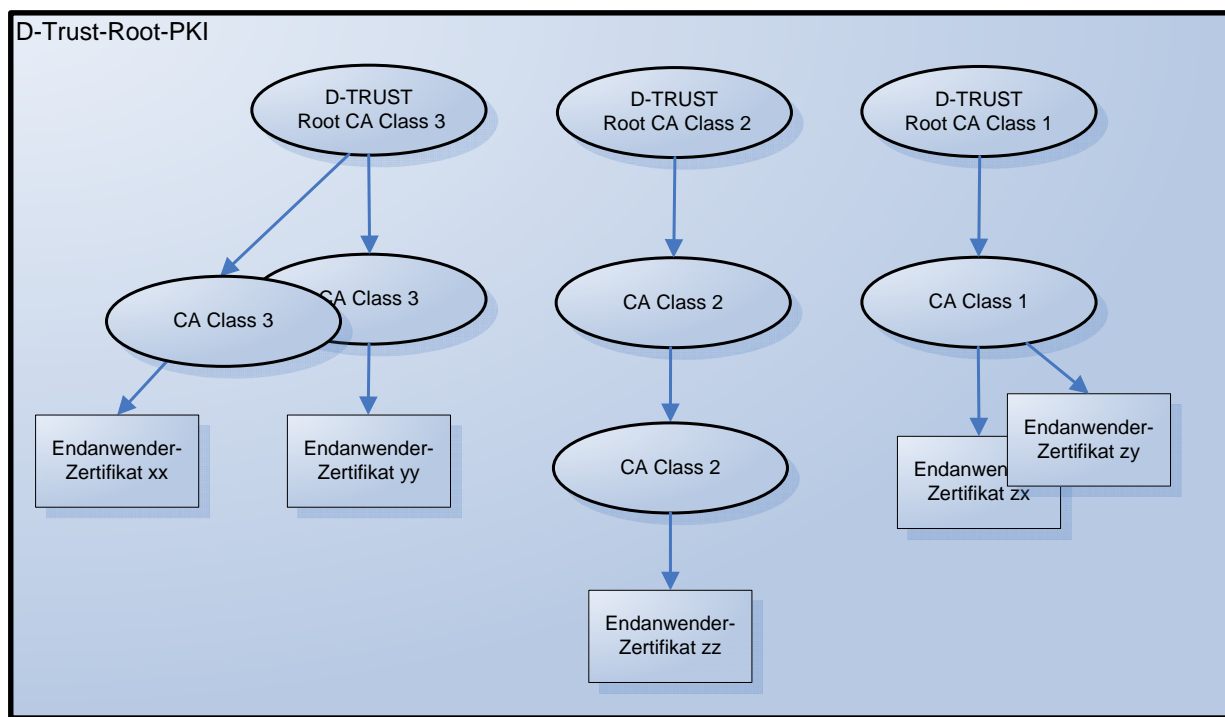 D-Trust-Root-PKI
D-TRUST
Root CA Class 3
D-TRUST
Root CA Class 2
D-TRUST
Root CA Class 1
CA Class 3
CA Class 3
CA Class 2
CA Class 1
Endanwender-
Zertifikat xx
Endanwender-
Zertifikat yy
CA Class 2
Endanwen
Zertifikat zx
Endanwender-
Zertifikat zy
Endanwender-
Zertifikat zz